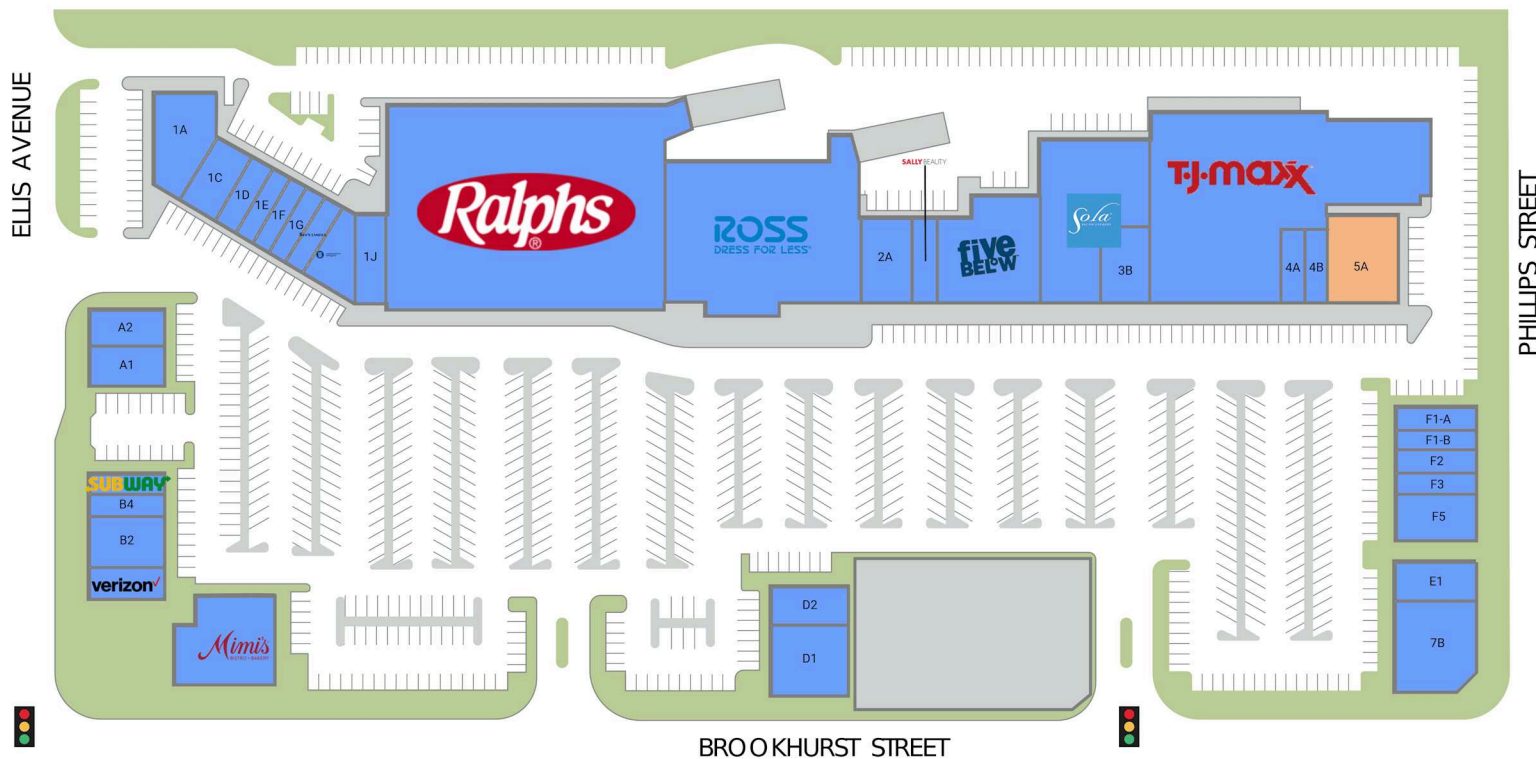 ELLIS AVENUE
1A
1C
1D
1E
1F
1G
1J
Ralphs
®
ROSS
DRESS FOR LESS
2A
SALLY BEAUTY
five
BELOW
Sola
3B
T·J·maxx
4A
4B
5A
PHILLIPS STREET
A2
A1
SUBWAY
B4
B2
verizon
Mimi's
BISTRO + BAKERY
D2
D1
F1-A
F1-B
F2
F3
F5
E1
7B
BROOKHURST STREET